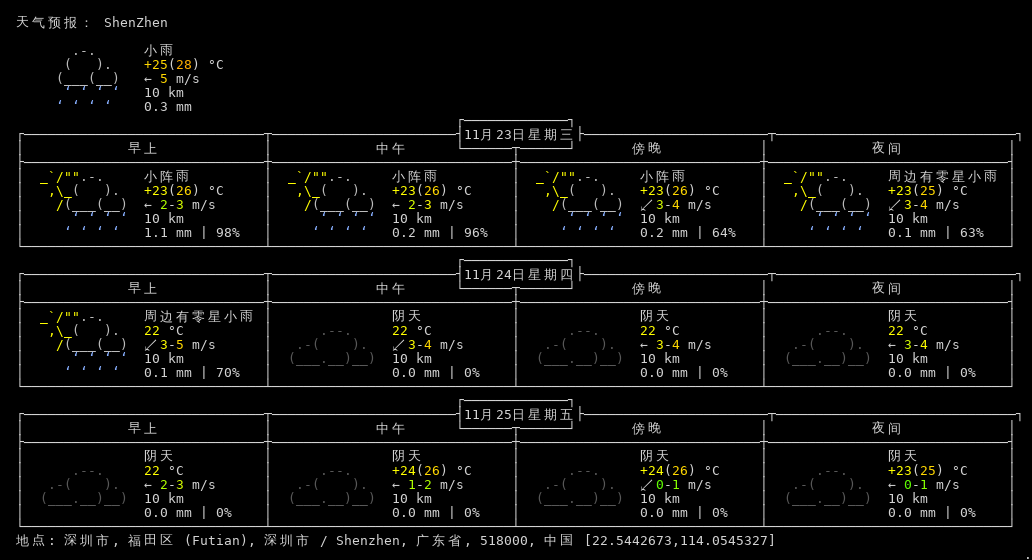 天气预报： ShenZhen
小雨
+25(28) °C
← 5 m/s
10 km
0.3 mm
11月23日星期三
早上 中午 傍晚 夜间
小阵雨 小阵雨 小阵雨 周边有零星小雨
+23(26) °C +23(26) °C +23(26) °C +23(25) °C
← 2-3 m/s ← 2-3 m/s ↙ 3-4 m/s ↙ 3-4 m/s
10 km 10 km 10 km 10 km
1.1 mm | 98% 0.2 mm | 96% 0.2 mm | 64% 0.1 mm | 63%
11月24日星期四
早上 中午 傍晚 夜间
周边有零星小雨 阴天 阴天 阴天
22 °C 22 °C 22 °C 22 °C
↙ 3-5 m/s ↙ 3-4 m/s ← 3-4 m/s ← 3-4 m/s
10 km 10 km 10 km 10 km
0.1 mm | 70% 0.0 mm | 0% 0.0 mm | 0% 0.0 mm | 0%
11月25日星期五
早上 中午 傍晚 夜间
阴天 阴天 阴天 阴天
22 °C +24(26) °C +24(26) °C +23(25) °C
← 2-3 m/s ← 1-2 m/s ↙ 0-1 m/s ← 0-1 m/s
10 km 10 km 10 km 10 km
0.0 mm | 0% 0.0 mm | 0% 0.0 mm | 0% 0.0 mm | 0%
地点: 深圳市, 福田区 (Futian), 深圳市 / Shenzhen, 广东省, 518000, 中国 [22.5442673,114.0545327]